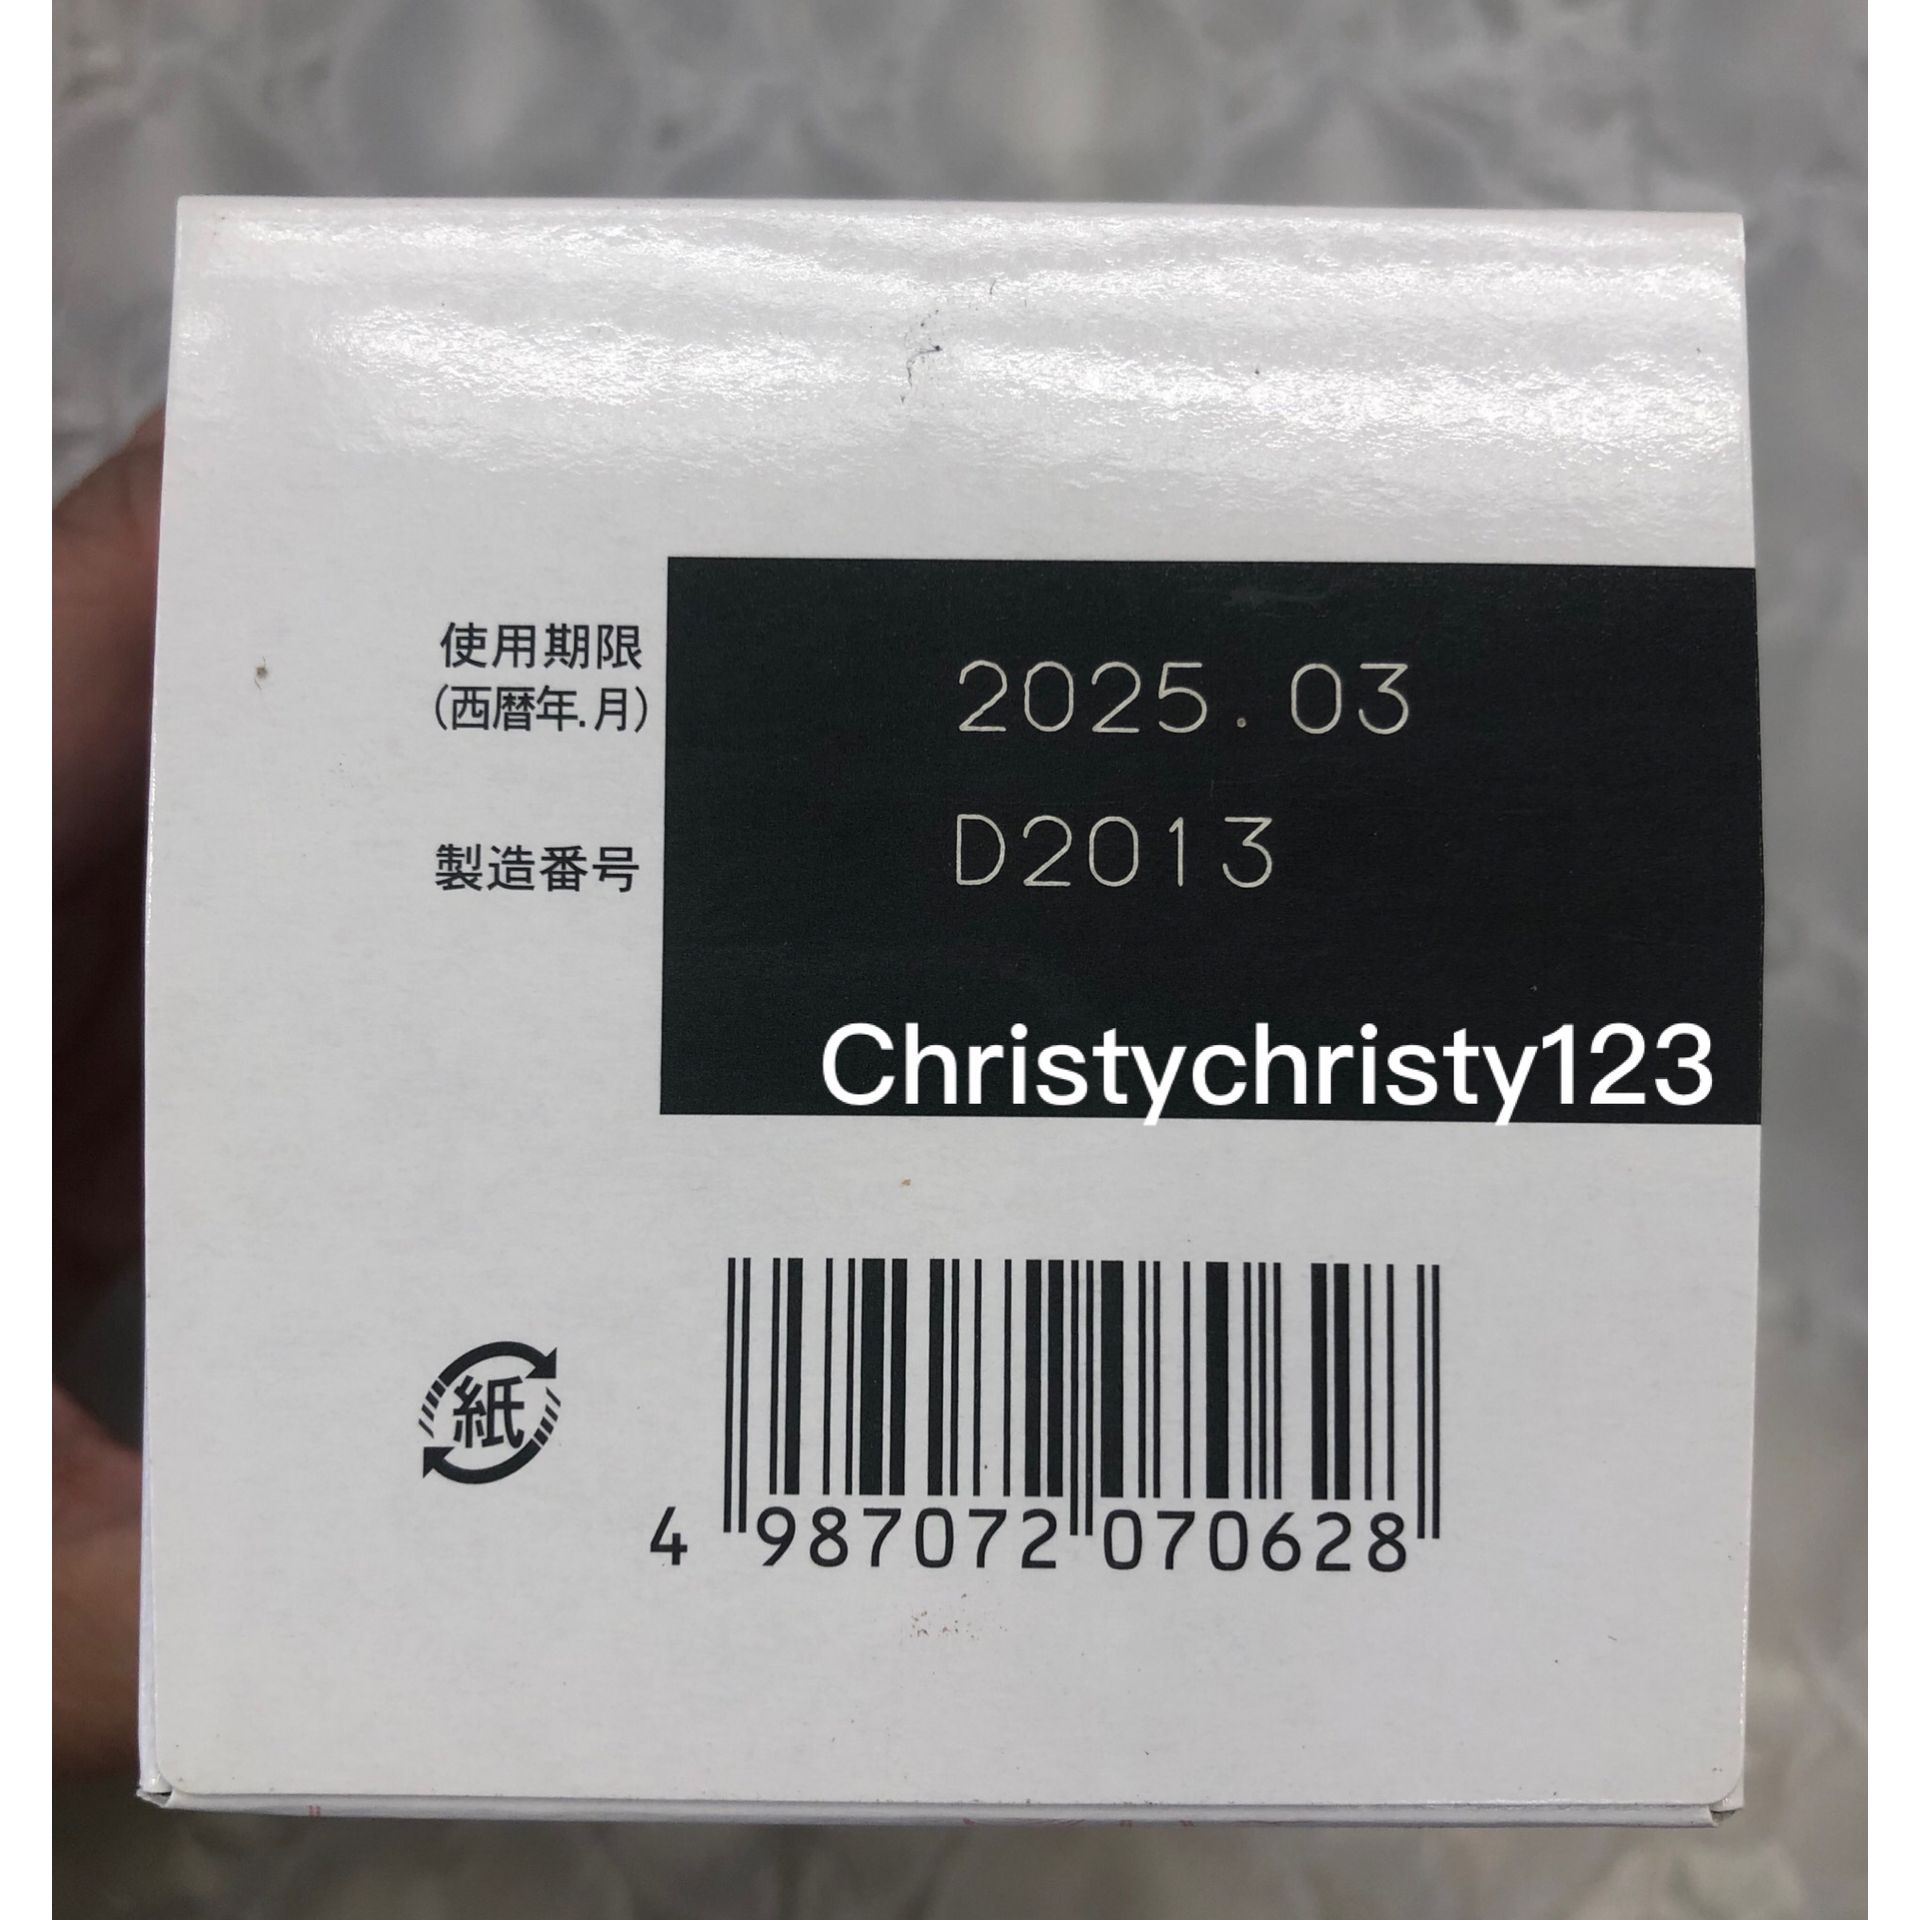 使用期限 2025.03
(西暦年.月)
製造番号 D2013
Christychristy123
紙
4 987072 070628